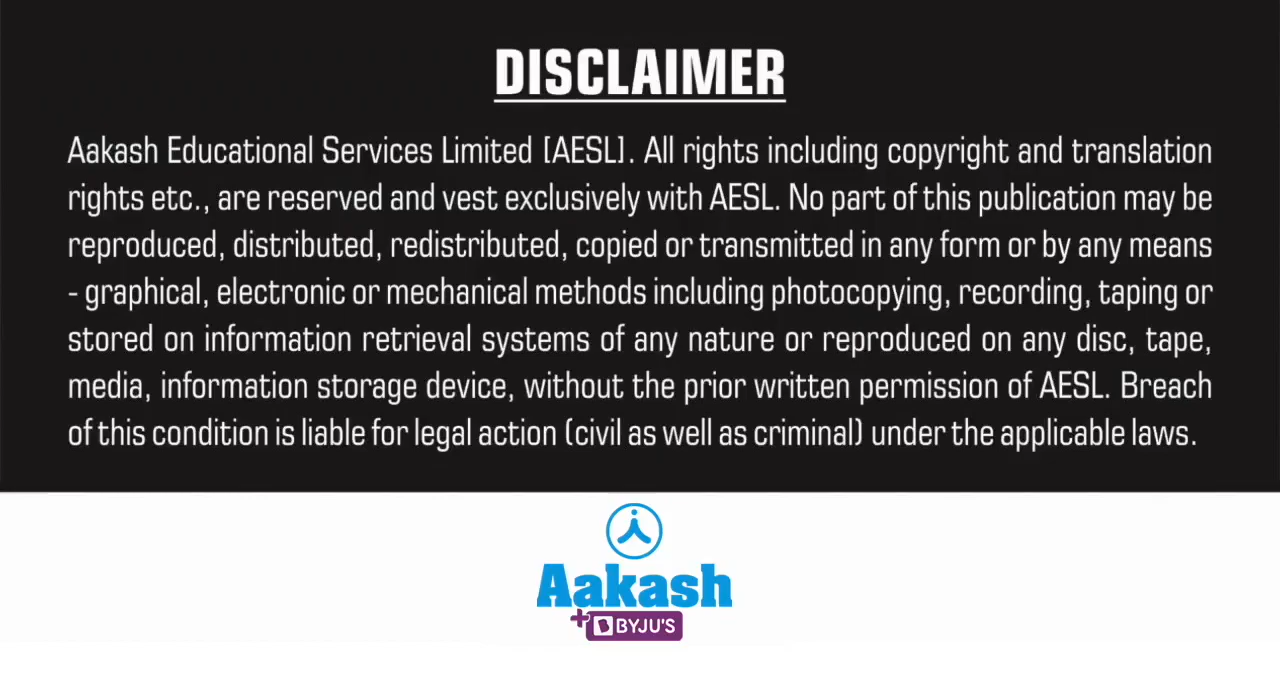 DISCLAIMER
Aakash Educational Services Limited [AESL]. All rights including copyright and translation
rights etc., are reserved and vest exclusively with AESL. No part of this publication may be
reproduced, distributed, redistributed, copied or transmitted in any form or by any means
- graphical, electronic or mechanical methods including photocopying, recording, taping or
stored on information retrieval systems of any nature or reproduced on any disc, tape,
media, information storage device, without the prior written permission of AESL. Breach
of this condition is liable for legal action (civil as well as criminal) under the applicable laws.
Aakash
+ BYJU'S